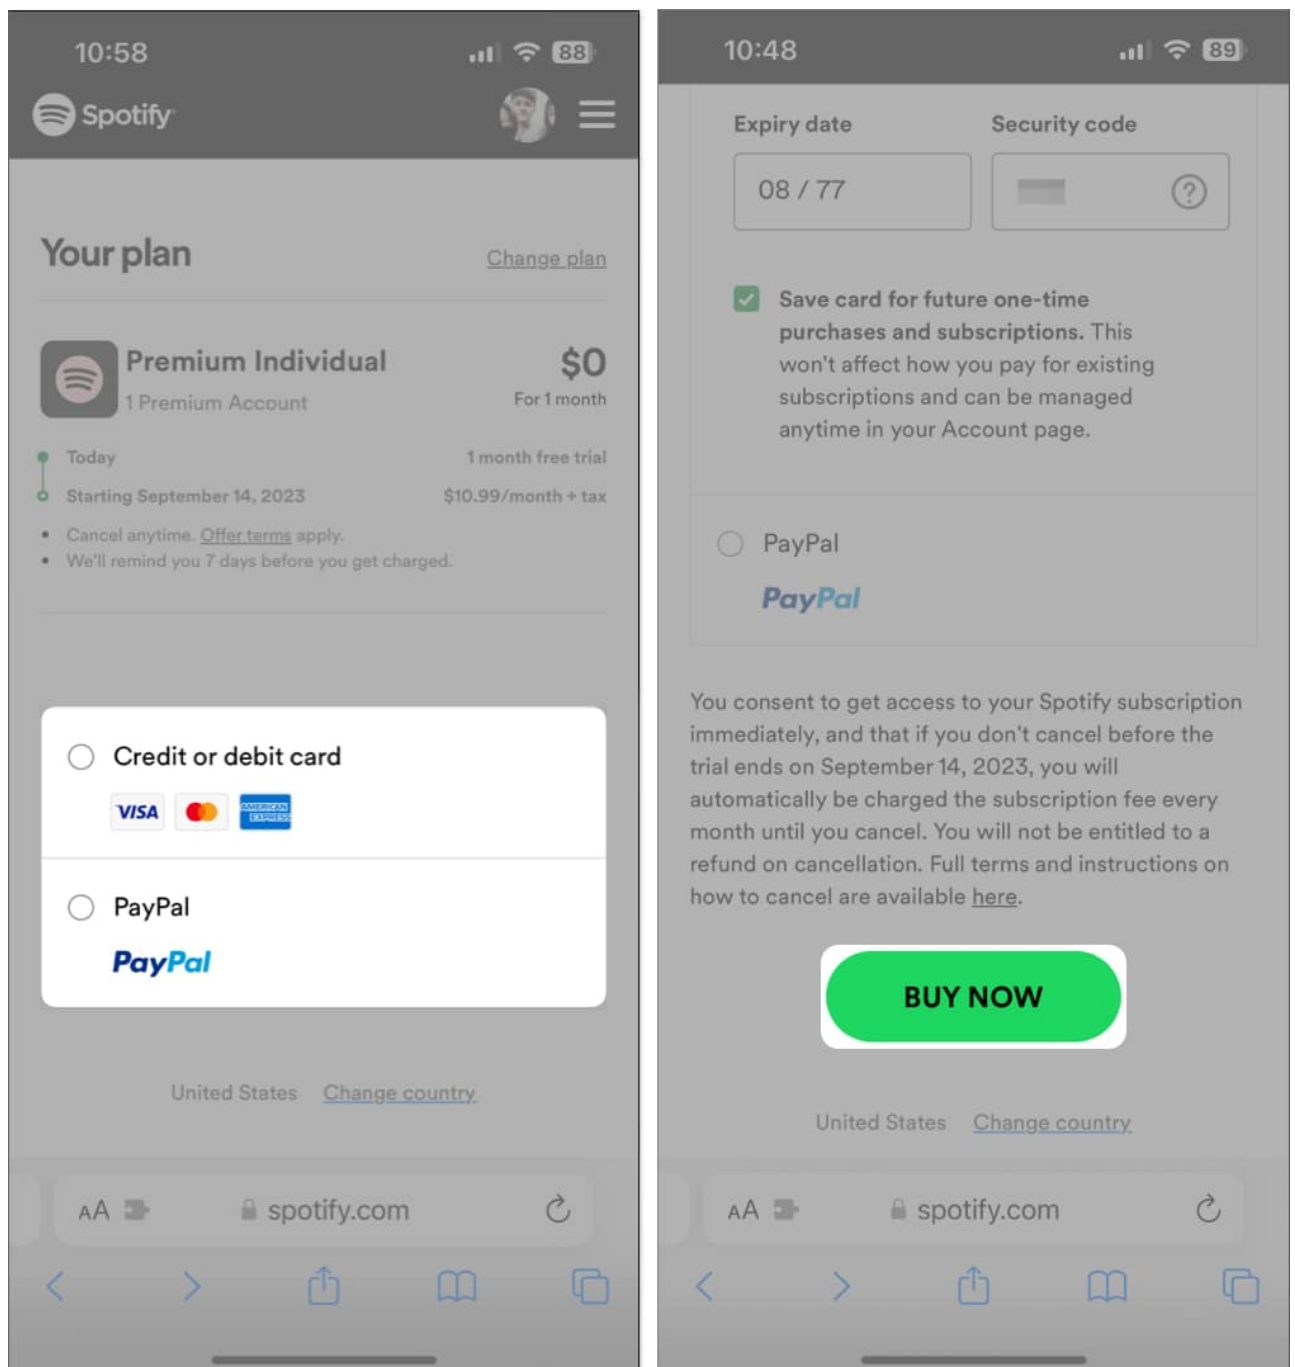 10:58
88
Spotify
Your plan
Change plan
Premium Individual
$0
1 Premium Account
For 1 month
Today
1 month free trial
Starting September 14, 2023
$10.99/month + tax
• Cancel anytime. Offer terms apply.
• We'll remind you 7 days before you get charged.
Credit or debit card
VISA
AMERICAN
EXPRESS
PayPal
PayPal
United States
Change country
AA
spotify.com
10:48
89
Expiry date
Security code
08 / 77
?
Save card for future one-time
purchases and subscriptions. This
won't affect how you pay for existing
subscriptions and can be managed
anytime in your Account page.
PayPal
PayPal
You consent to get access to your Spotify subscription
immediately, and that if you don't cancel before the
trial ends on September 14, 2023, you will
automatically be charged the subscription fee every
month until you cancel. You will not be entitled to a
refund on cancellation. Full terms and instructions on
how to cancel are available here.
BUY NOW
United States
Change country
AA
spotify.com